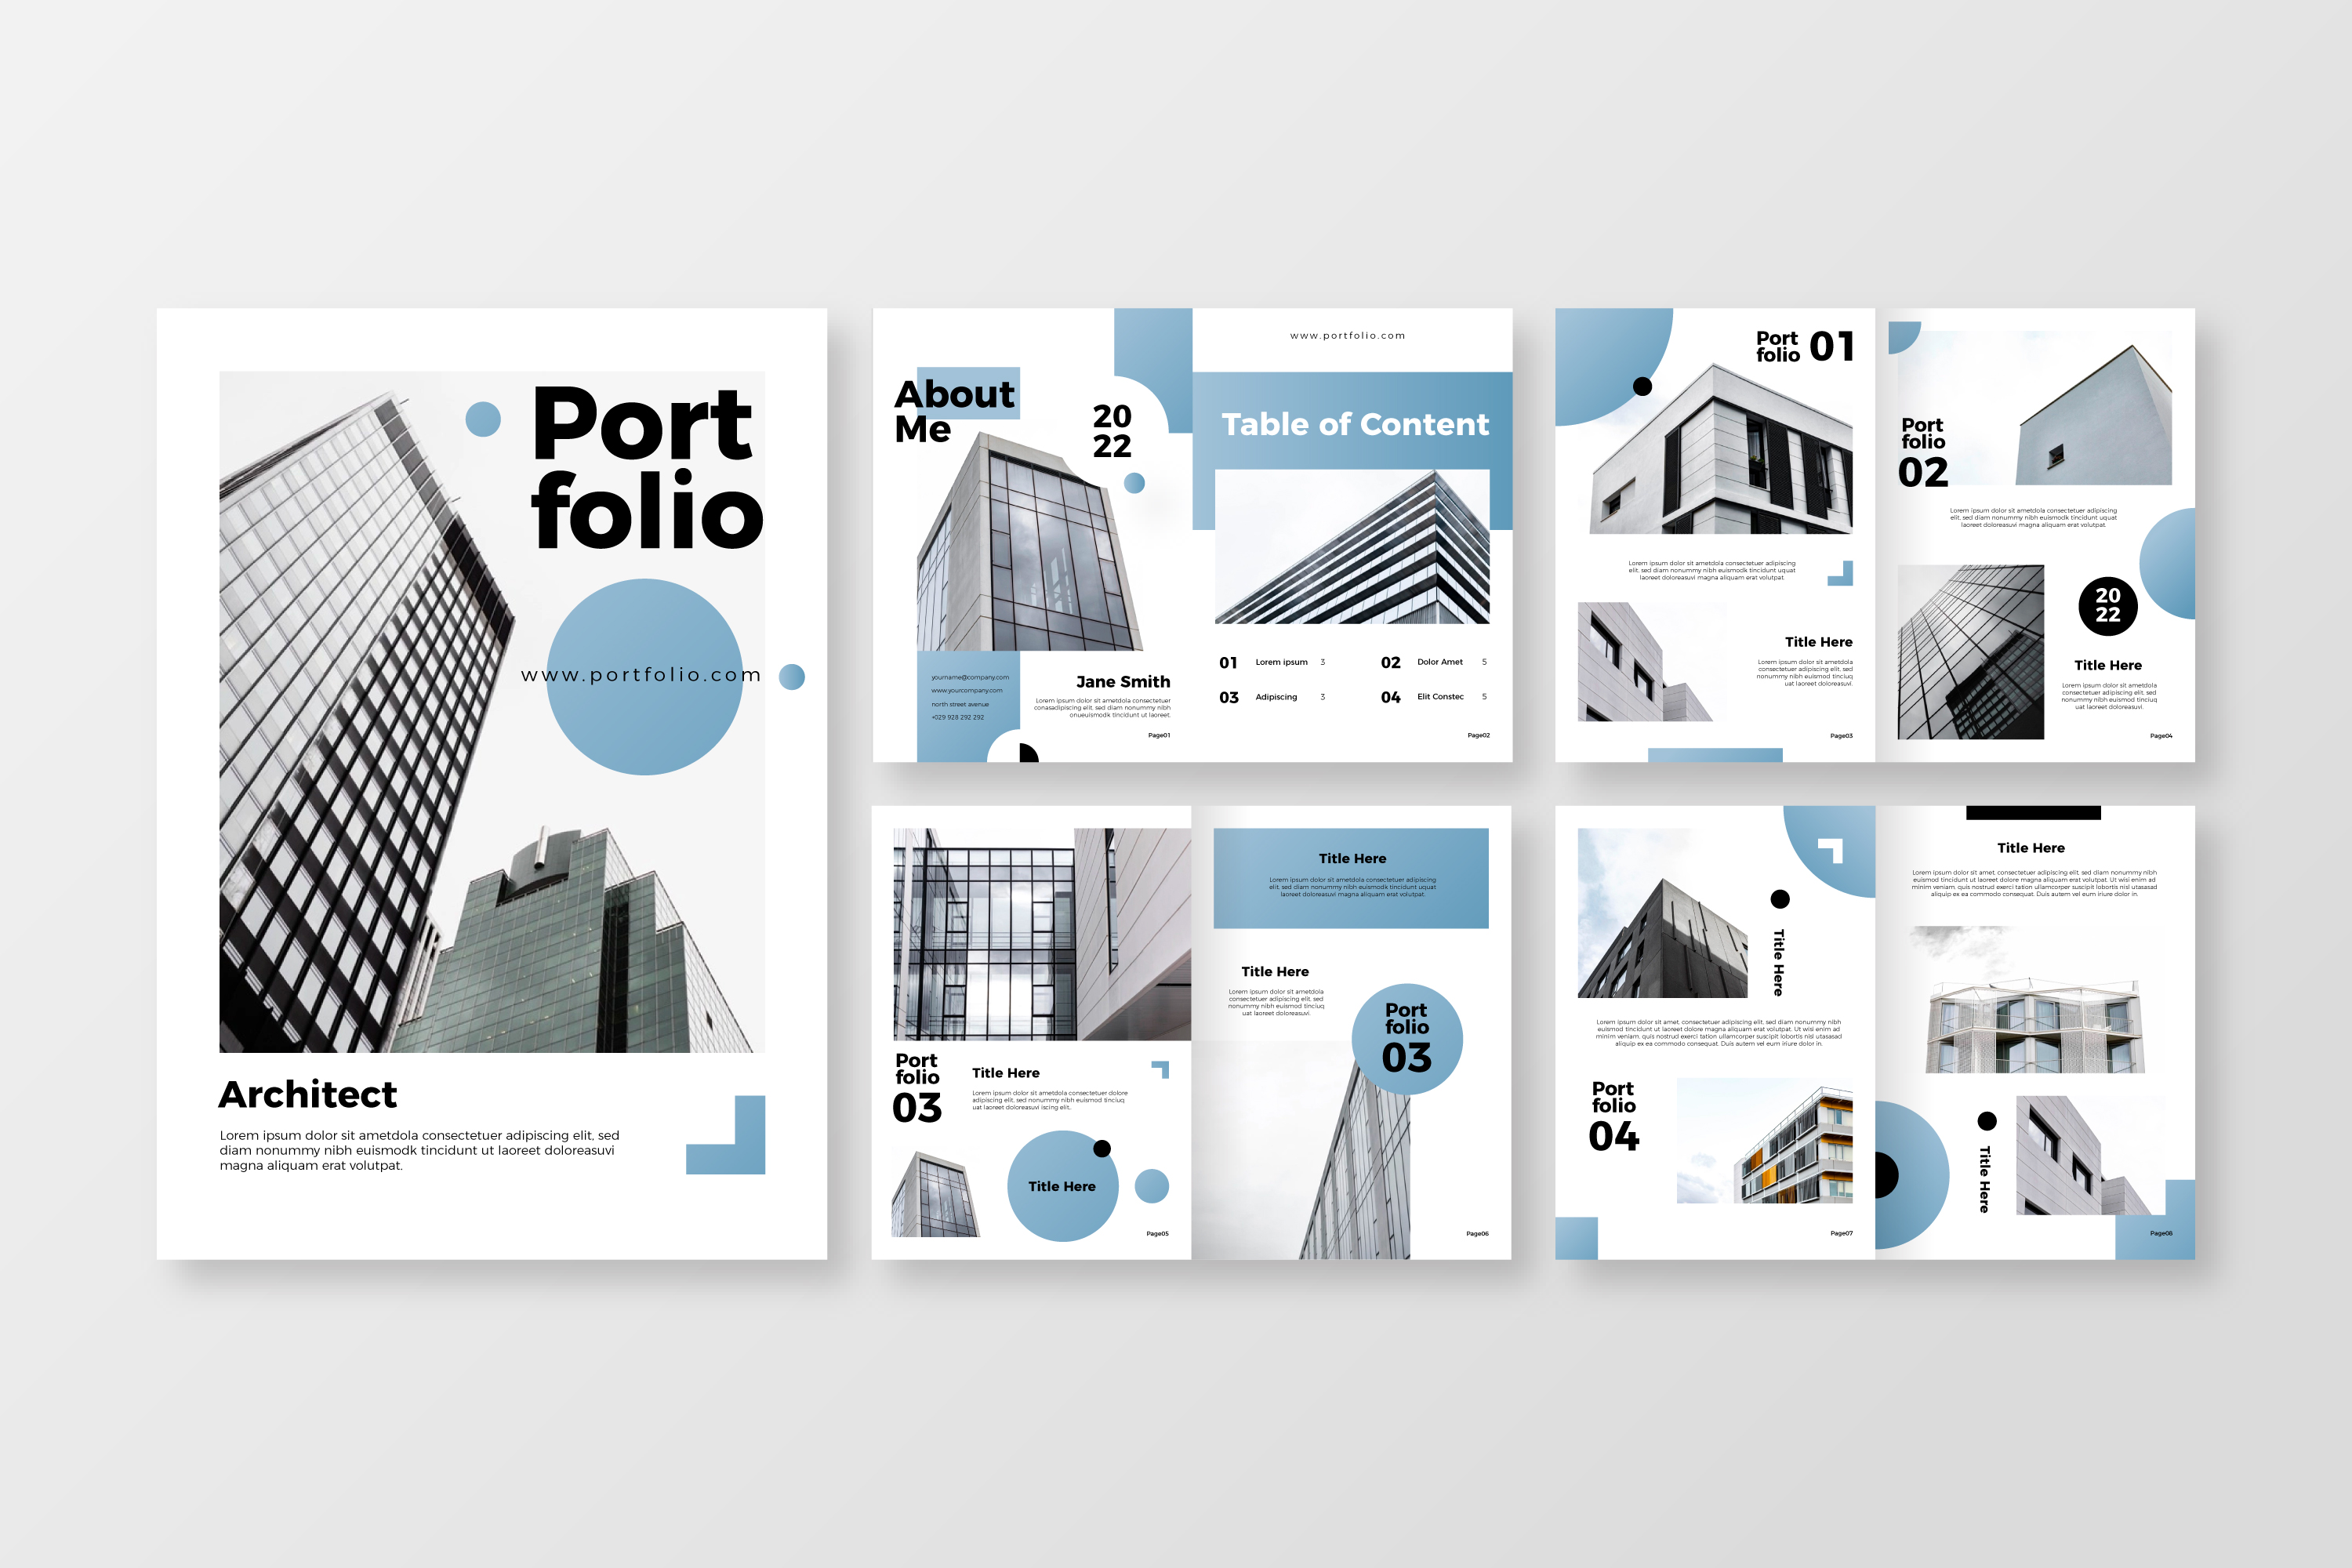 Port
folio
www.portfolio.com
Architect
Lorem ipsum dolor sit ametdola consectetuer adipiscing elit, sed
diam nonummy nibh euismodk tincidunt ut laoreet doloreasuvi
magna aliquam erat volutpat.
About
Me
20
22
yourname@company.com
www.yourcompany.com
north street avenue
+029 928 292 292
Jane Smith
Lorem ipsum dolor sit ametdola consectetuer
conasadipiscing elit, sed diam nonummy nibh
onueuismodk tincidunt ut laoreet.
Page01
www.portfolio.com
Table of Content
01 Lorem ipsum 3
02 Dolor Amet 5
03 Adipiscing 3
04 Elit Constec 5
Page02
Port
folio 01
Lorem ipsum dolor sit ametdola consectetuer adipiscing
elit, sed diam nonummy nibh euismodk tincidunt uquat
laoreet doloreasuvi magna aliquam erat volutpat.
Title Here
Lorem ipsum dolor sit ametdola
consectetuer adipiscing elit, sed
nonummy nibh euismod tinciuq
uat laoreet doloreasuvi.
Page03
Port
folio
02
Lorem ipsum dolor sit ametdola consectetuer adipiscing
elit, sed diam nonummy nibh euismodk tincidunt uquat
laoreet doloreasuvi magna aliquam erat volutpat.
20
22
Title Here
Lorem ipsum dolor sit ametdola
consectetuer adipiscing elit, sed
nonummy nibh euismod tinciuq
uat laoreet doloreasuvi.
Page04
Port
folio
03
Title Here
Lorem ipsum dolor sit ametdola consectetuer dolore
adipiscing elit, sed nonummy nibh euismod tinciuq
uat laoreet doloreasuvi iscing elit.
Title Here
Page05
Title Here
Lorem ipsum dolor sit ametdola consectetuer adipiscing
elit, sed diam nonummy nibh euismodk tincidunt uquat
laoreet doloreasuvi magna aliquam erat volutpat.
Title Here
Lorem ipsum dolor sit ametdola
consectetuer adipiscing elit, sed
nonummy nibh euismod tinciuq
uat laoreet doloreasuvi.
Port
folio
03
Page06
Title Here
Lorem ipsum dolor sit amet, consectetuer adipiscing elit, sed diam nonummy nibh
euismod tincidunt ut laoreet dolore magna aliquam erat volutpat. Ut wisi enim ad
minim veniam, quis nostrud exerci tation ullamcorper suscipit lobortis nisl ut
aliquip ex ea commodo consequat. Duis autem vel eum iriure dolor in.
Port
folio
04
Page07
Title Here
Lorem ipsum dolor sit amet, consectetuer adipiscing elit, sed diam nonummy nibh
euismod tincidunt ut laoreet dolore magna aliquam erat volutpat. Ut wisi enim ad
minim veniam, quis nostrud exerci tation ullamcorper suscipit lobortis nisl utasasad
aliquip ex ea commodo consequat. Duis autem vel eum iriure dolor in.
Title Here
Page08